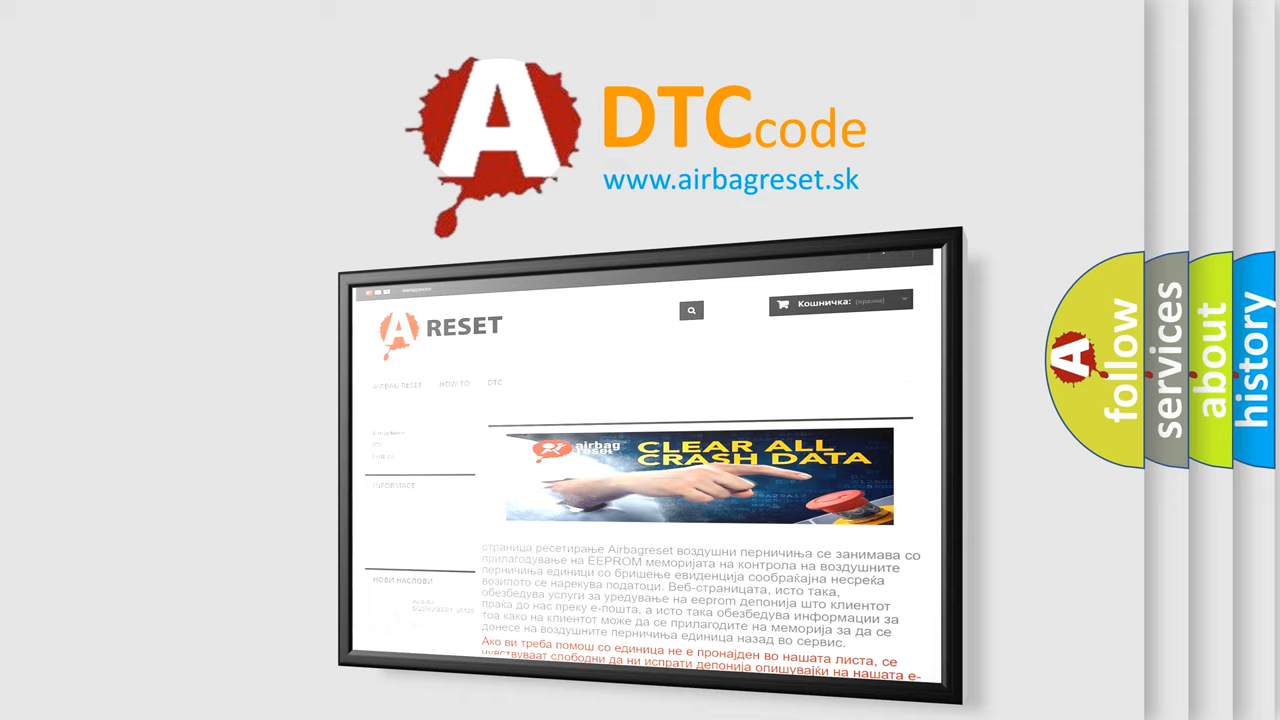 A
DTC code
www.airbagreset.sk
A RESET
Кошничка: (празни)
AIRBAG RESET HOW TO DTC
DTC
INFORMACE
airbag
reset
CLEAR ALL
CRASH DATA
страница ресетирање Airbagreset воздушни перничиња се занимава со
прилагодување на EEPROM меморијата на контрола на воздушните
перничиња единици со бришење евиденција сообраќајна несреќа
возилото се нарекува податоци. Веб-страницата, исто така,
обезбедува услуги за уредување на eeprom депонија што клиентот
праќа до нас преку е-пошта, а исто така обезбедува информации за
тоа како на клиентот може да се прилагодите на меморија за да се
донесе на воздушните перничиња единица назад во сервис.
Ако ви треба помош со единица не е пронајден во нашата листа, се
чувствуваат слободни да ни испрати депонија опишувајќи на нашата е-
НОВИ НАСЛОВИ
A follow
services
about
history